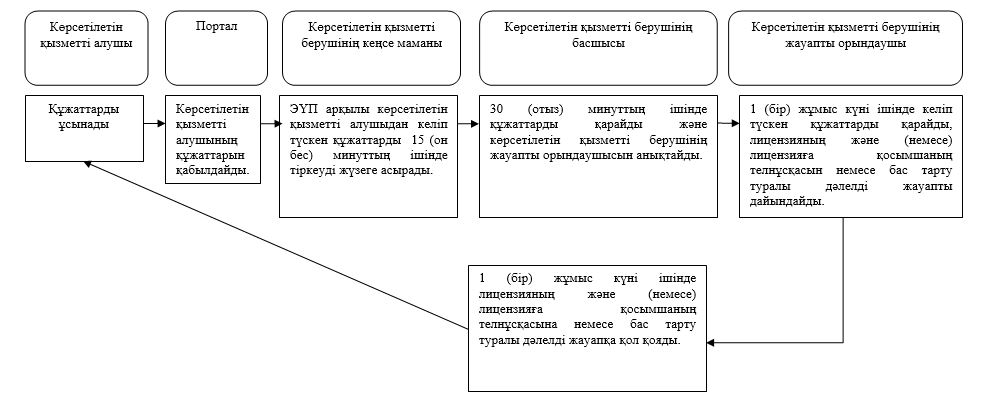 Көрсетілетін
қызметті алушы
Портал
Көрсетілетін қызметті
берушінің кеңсе маманы
Көрсетілетін қызметті берушінің
басшысы
Көрсетілетін қызметті берушінің
жауапты орындаушы
Құжаттарды
ұсынады
Көрсетілетін
қызметті
алушының
құжаттарын
қабылдайды.
ЭҮП арқылы көрсетілетін
қызметті алушыдан келіп
түскен құжаттарды 15 (он
бес) минуттың ішінде
тіркеуді жүзеге асырады.
30 (отыз) минуттың ішінде
құжаттарды қарайды және
көрсетілетін қызметті берушінің
жауапты орындаушысын анықтайды.
1 (бір) жұмыс күні ішінде келіп
түскен құжаттарды қарайды,
лицензияның және (немесе)
лицензияға қосымшаның
телнұсқасын немесе бас тарту
туралы дәлелді жауапты
дайындайды.
1 (бір) жұмыс күні ішінде
лицензияның және (немесе)
лицензияға қосымшаның
телнұсқасына немесе бас тарту
туралы дәлелді жауапқа қол қояды.